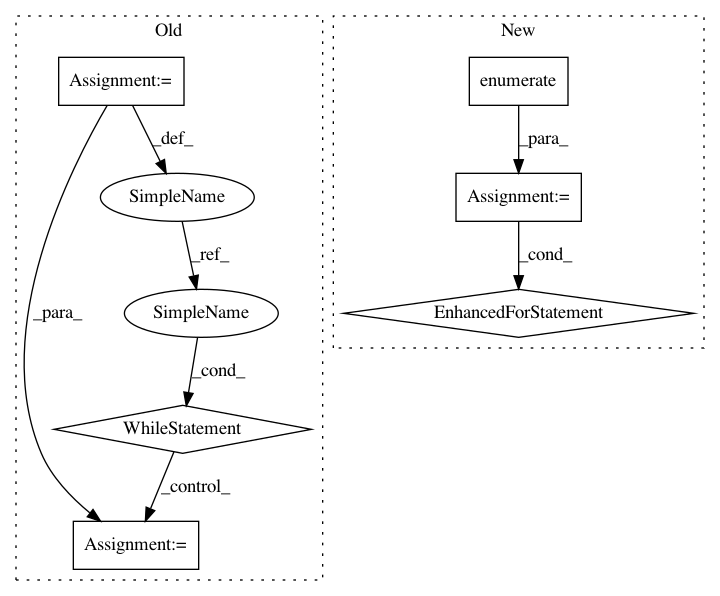 Old
New
Assignment:=
enumerate
_def_
_para_
SimpleName
Assignment:=
_ref_
_cond_
_para_
SimpleName
EnhancedForStatement
_cond_
WhileStatement
_control_
Assignment:=